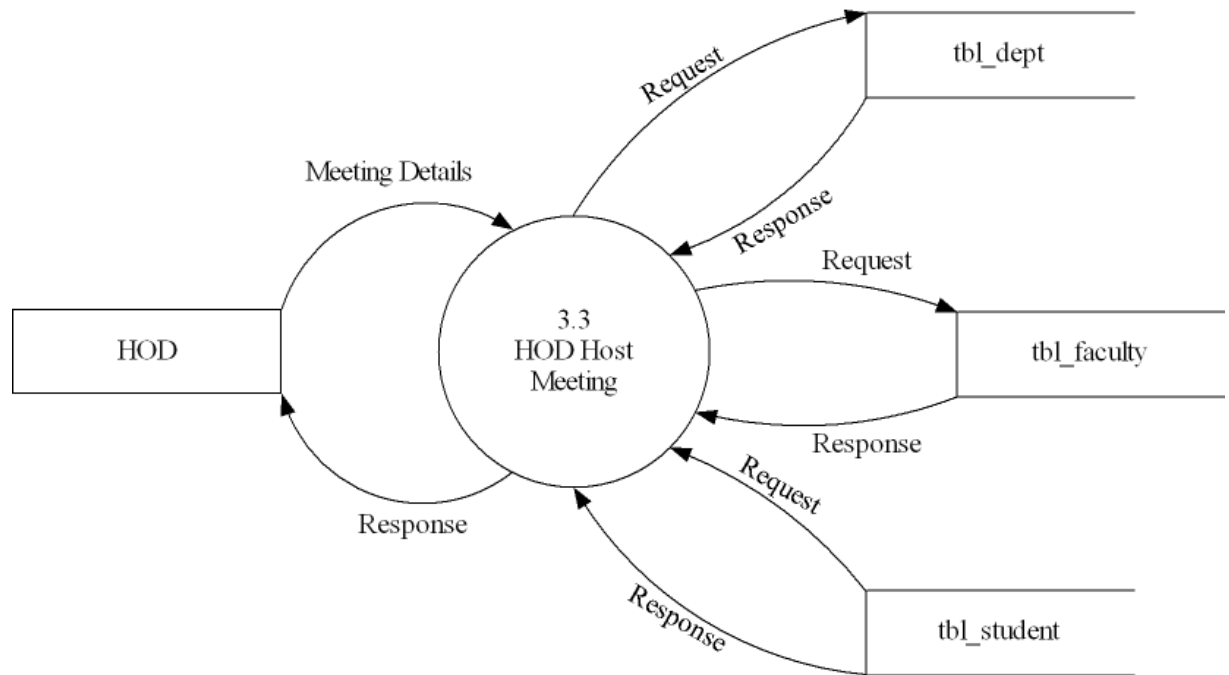 Request
tbl_dept
Meeting Details
Response
Request
HOD
3.3
HOD Host
Meeting
tbl_faculty
Response
Request
Response
Response
tbl_student